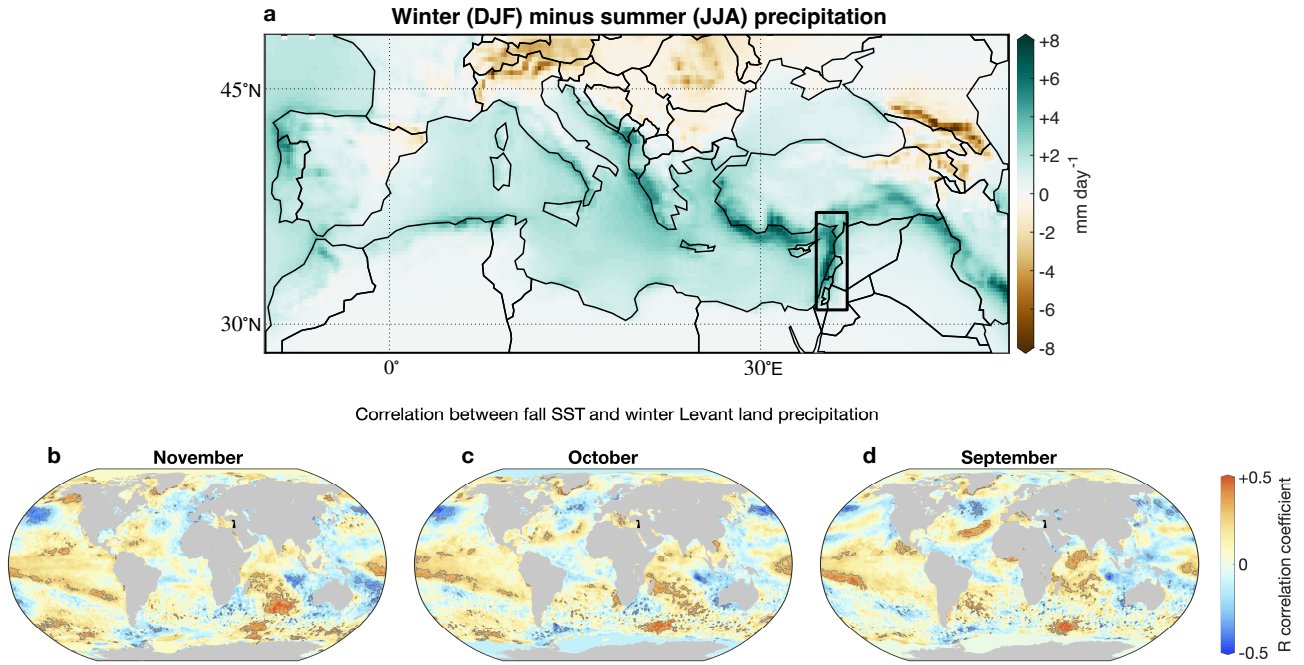 a Winter (DJF) minus summer (JJA) precipitation
45°N
30°N
0°
30°E
+8
+6
+4
+2
0
-2
-4
-6
-8
mm day-1
Correlation between fall SST and winter Levant land precipitation
b November
c October
d September
+0.5
0
-0.5
R correlation coefficient